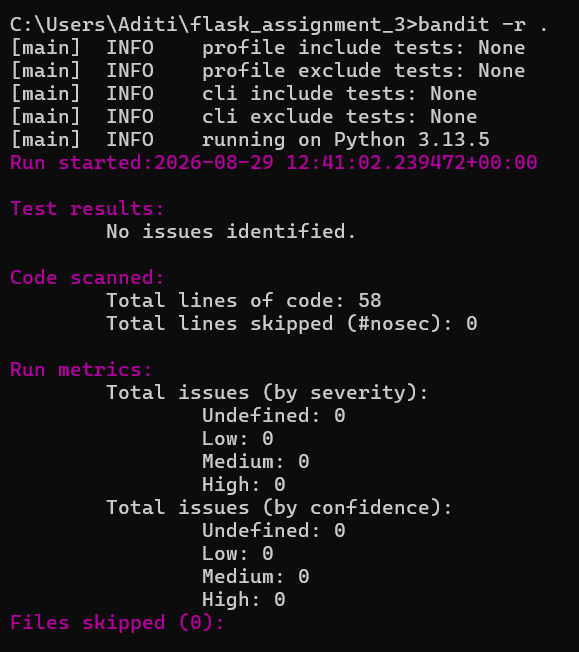 C:\Users\Aditi\flask_assignment_3>bandit -r .
[main]  INFO    profile include tests: None
[main]  INFO    profile exclude tests: None
[main]  INFO    cli include tests: None
[main]  INFO    cli exclude tests: None
[main]  INFO    running on Python 3.13.5
Run started:2026-08-29 12:41:02.239472+00:00
Test results:
No issues identified.
Code scanned:
Total lines of code: 58
Total lines skipped (#nosec): 0
Run metrics:
Total issues (by severity):
Undefined: 0
Low: 0
Medium: 0
High: 0
Total issues (by confidence):
Undefined: 0
Low: 0
Medium: 0
High: 0
Files skipped (0):